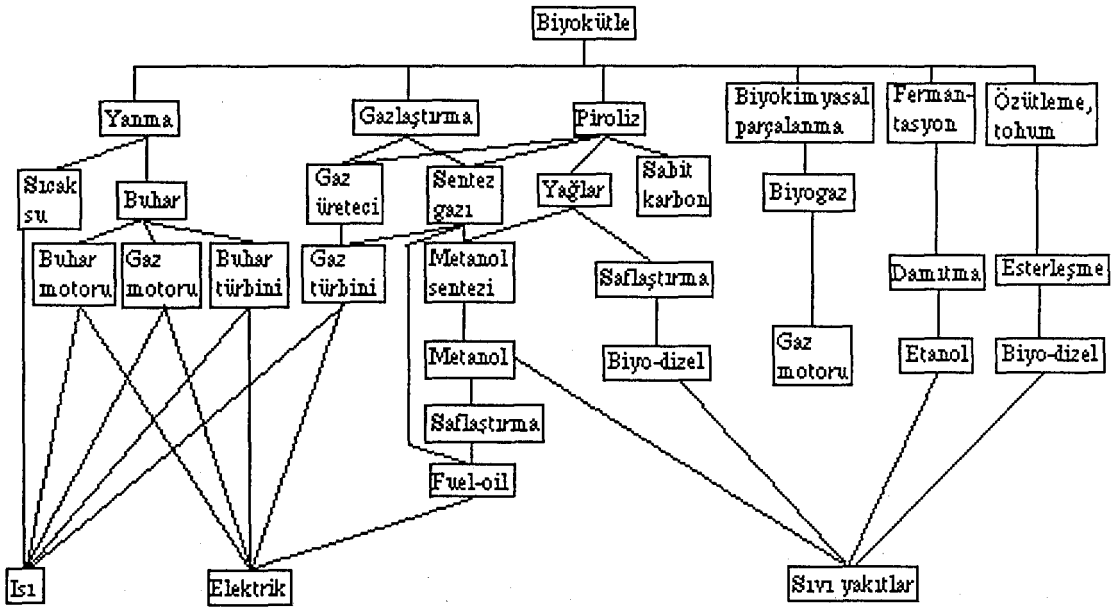 Biyokütle
Yanma
Gazlaştırma
Piroliz
Biyokimyasal
parçalanma
Ferman-
tasyon
Özütleme,
tohum
Sıcak
su
Buhar
Gaz
üreteci
Sentez
gazı
Yağlar
Sabit
karbon
Biyogaz
Buhar
motoru
Gaz
motoru
Buhar
türbini
Gaz
türbini
Metanol
sentezi
Saflaştırma
Damıtma
Esterleşme
Metanol
Biyo-dizel
Gaz
motoru
Etanol
Biyo-dizel
Saflaştırma
Fuel-oil
Isı
Elektrik
Sıvı yakıtlar